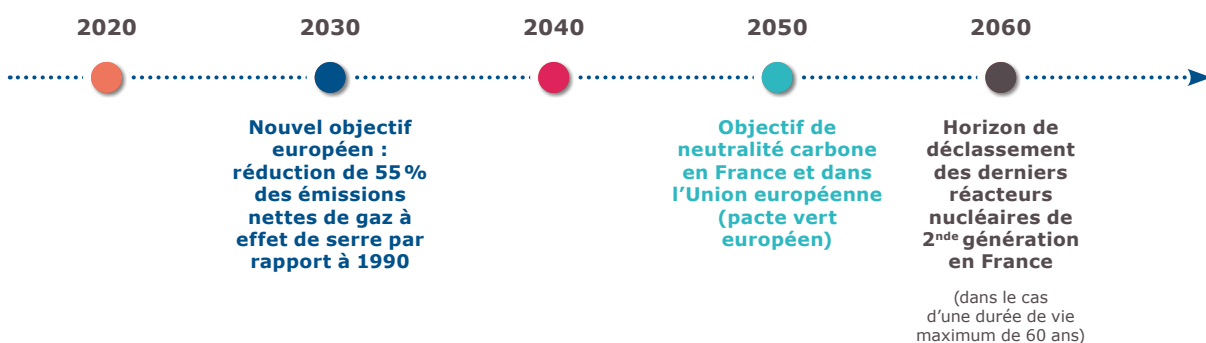 2020
2030
2040
2050
2060
Nouvel objectif
européen :
réduction de 55 %
des émissions
nettes de gaz à
effet de serre par
rapport à 1990
Objectif de
neutralité carbone
en France et dans
l’Union européenne
(pacte vert
européen)
Horizon de
déclassement
des derniers
réacteurs
nucléaires de
2nde génération
en France
(dans le cas
d’une durée de vie
maximum de 60 ans)